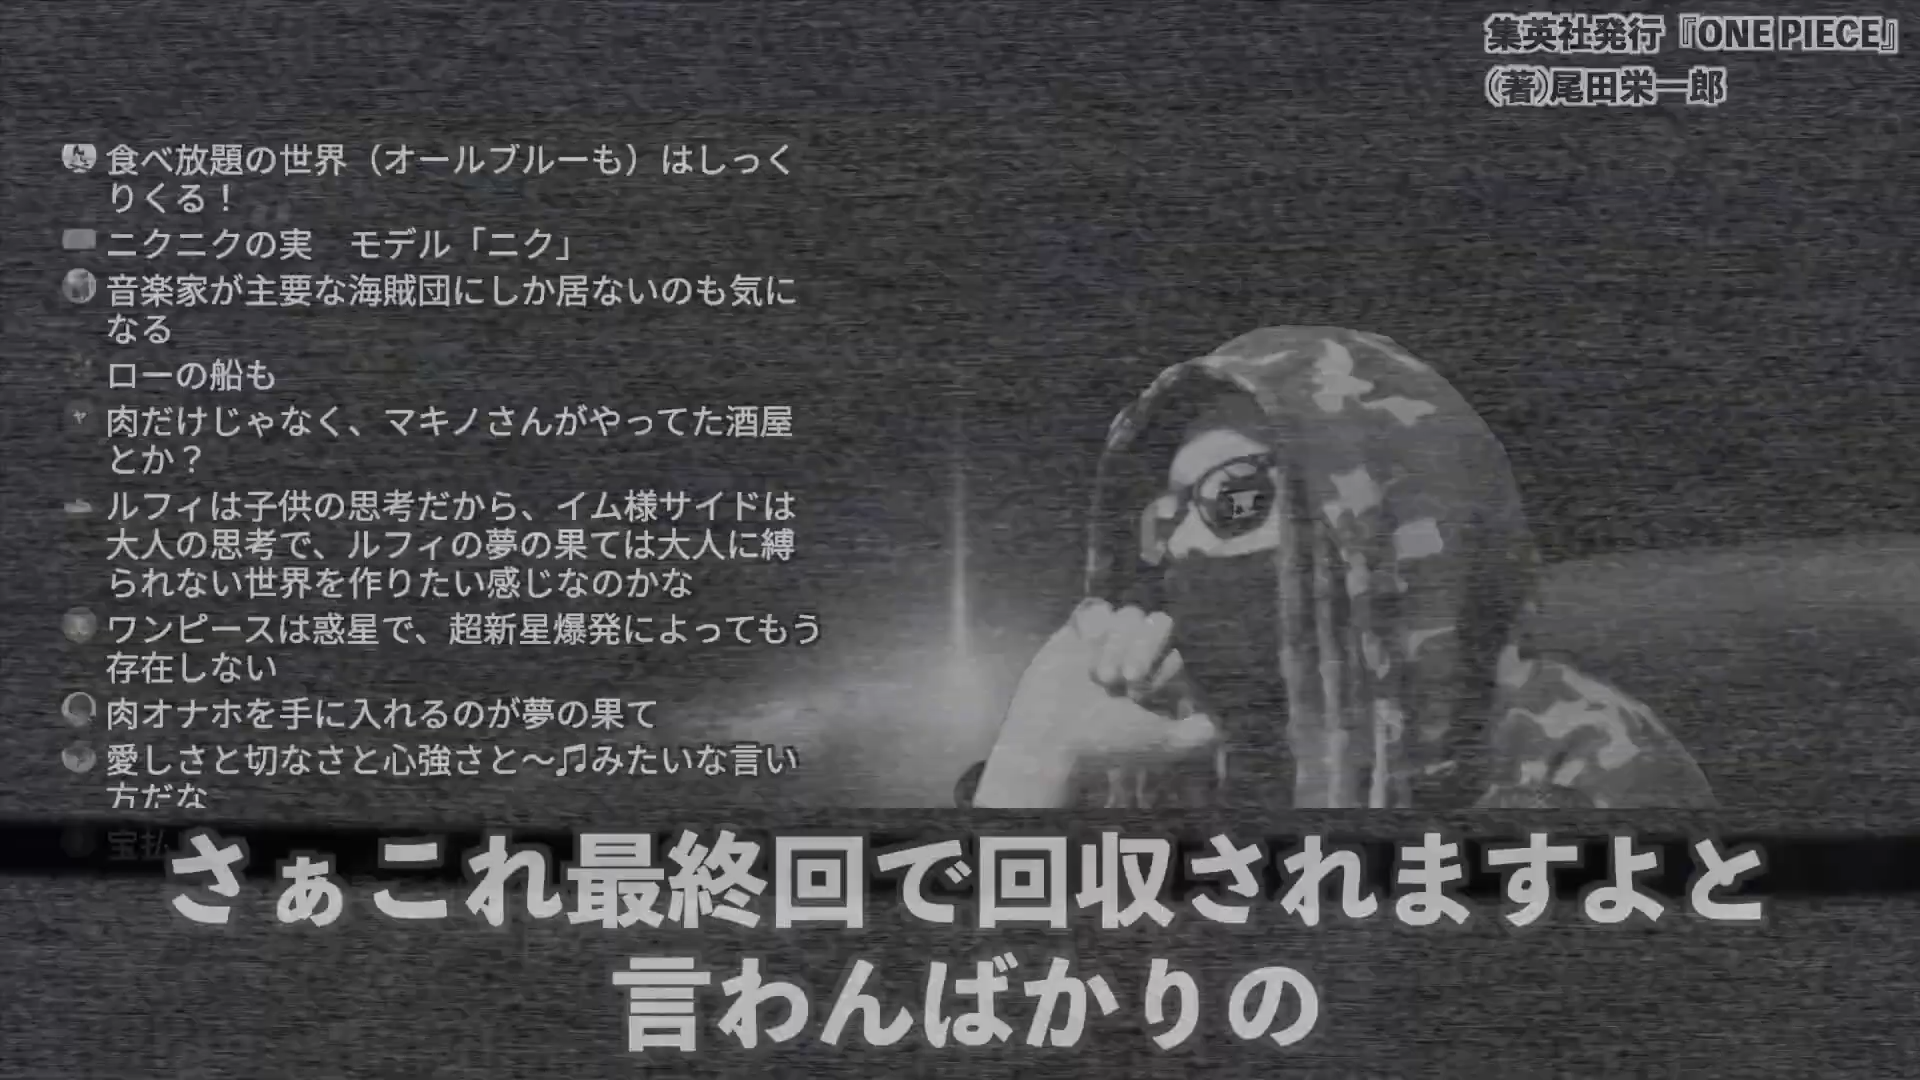 集英社発行『ONE PIECE』
(著)尾田栄一郎
食べ放題の世界（オールブルーも）はしっく
りくる！
ニクニクの実　モデル「ニク」
音楽家が主要な海賊団にしか居ないのも気に
なる
ローの船も
肉だけじゃなく、マキノさんがやってた酒屋
とか？
ルフィは子供の思考だから、イム様サイドは
大人の思考で、ルフィの夢の果ては大人に縛
られない世界を作りたい感じなのかな
ワンピースは惑星で、超新星爆発によってもう
存在しない
肉オナホを手に入れるのが夢の果て
愛しさと切なさと心強さと〜♫みたいな言い
方だな
宝払
さぁこれ最終回で回収されますよと
言わんばかりの